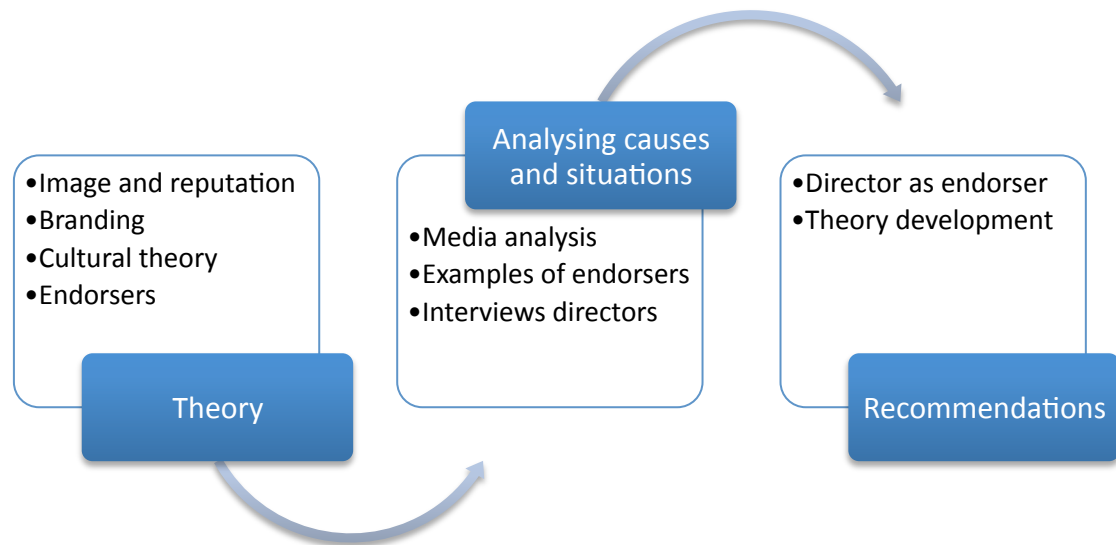 •Image and reputation
•Branding
•Cultural theory
•Endorsers
Theory
Analysing causes
and situations
•Media analysis
•Examples of endorsers
•Interviews directors
•Director as endorser
•Theory development
Recommendations